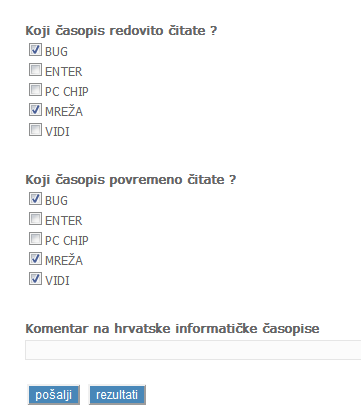 Koji časopis redovito čitate ?
BUG
ENTER
PC CHIP
MREŽA
VIDI
Koji časopis povremeno čitate ?
BUG
ENTER
PC CHIP
MREŽA
VIDI
Komentar na hrvatske informatičke časopise
pošalji rezultati